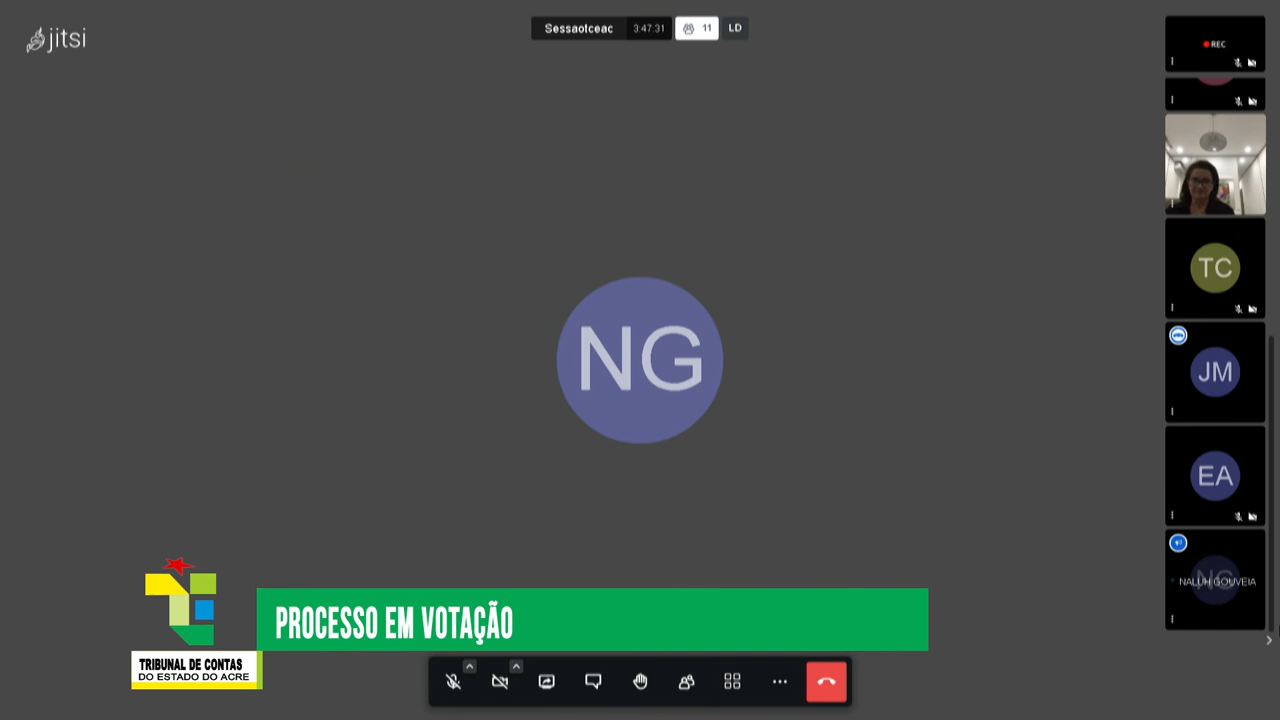 jitsi
Sessaotceac 3:47:31 11 LD
REC
TC
JM
EA
NG
NALUH GOUVEIA
NG
PROCESSO EM VOTAÇÃO
TRIBUNAL DE CONTAS
DO ESTADO DO ACRE